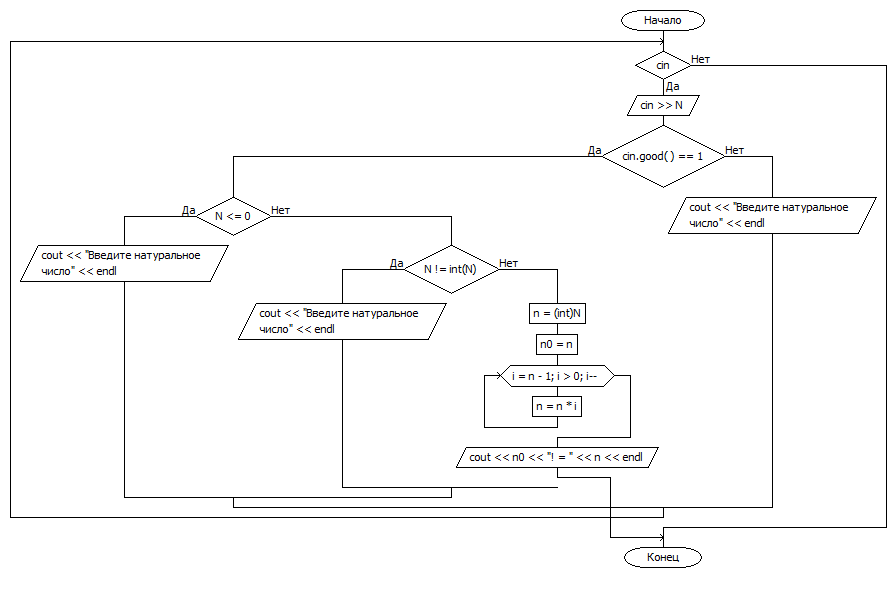 Начало
cin
Нет
Да
cin >> N
Да
cin.good() == 1
Нет
Да
N <= 0
Нет
cout << "Введите натуральное
число" << endl
cout << "Введите натуральное
число" << endl
Да
N != int(N)
Нет
cout << "Введите натуральное
число" << endl
n = (int)N
n0 = n
i = n - 1; i > 0; i--
n = n * i
cout << n0 << "! = " << n << endl
Конец